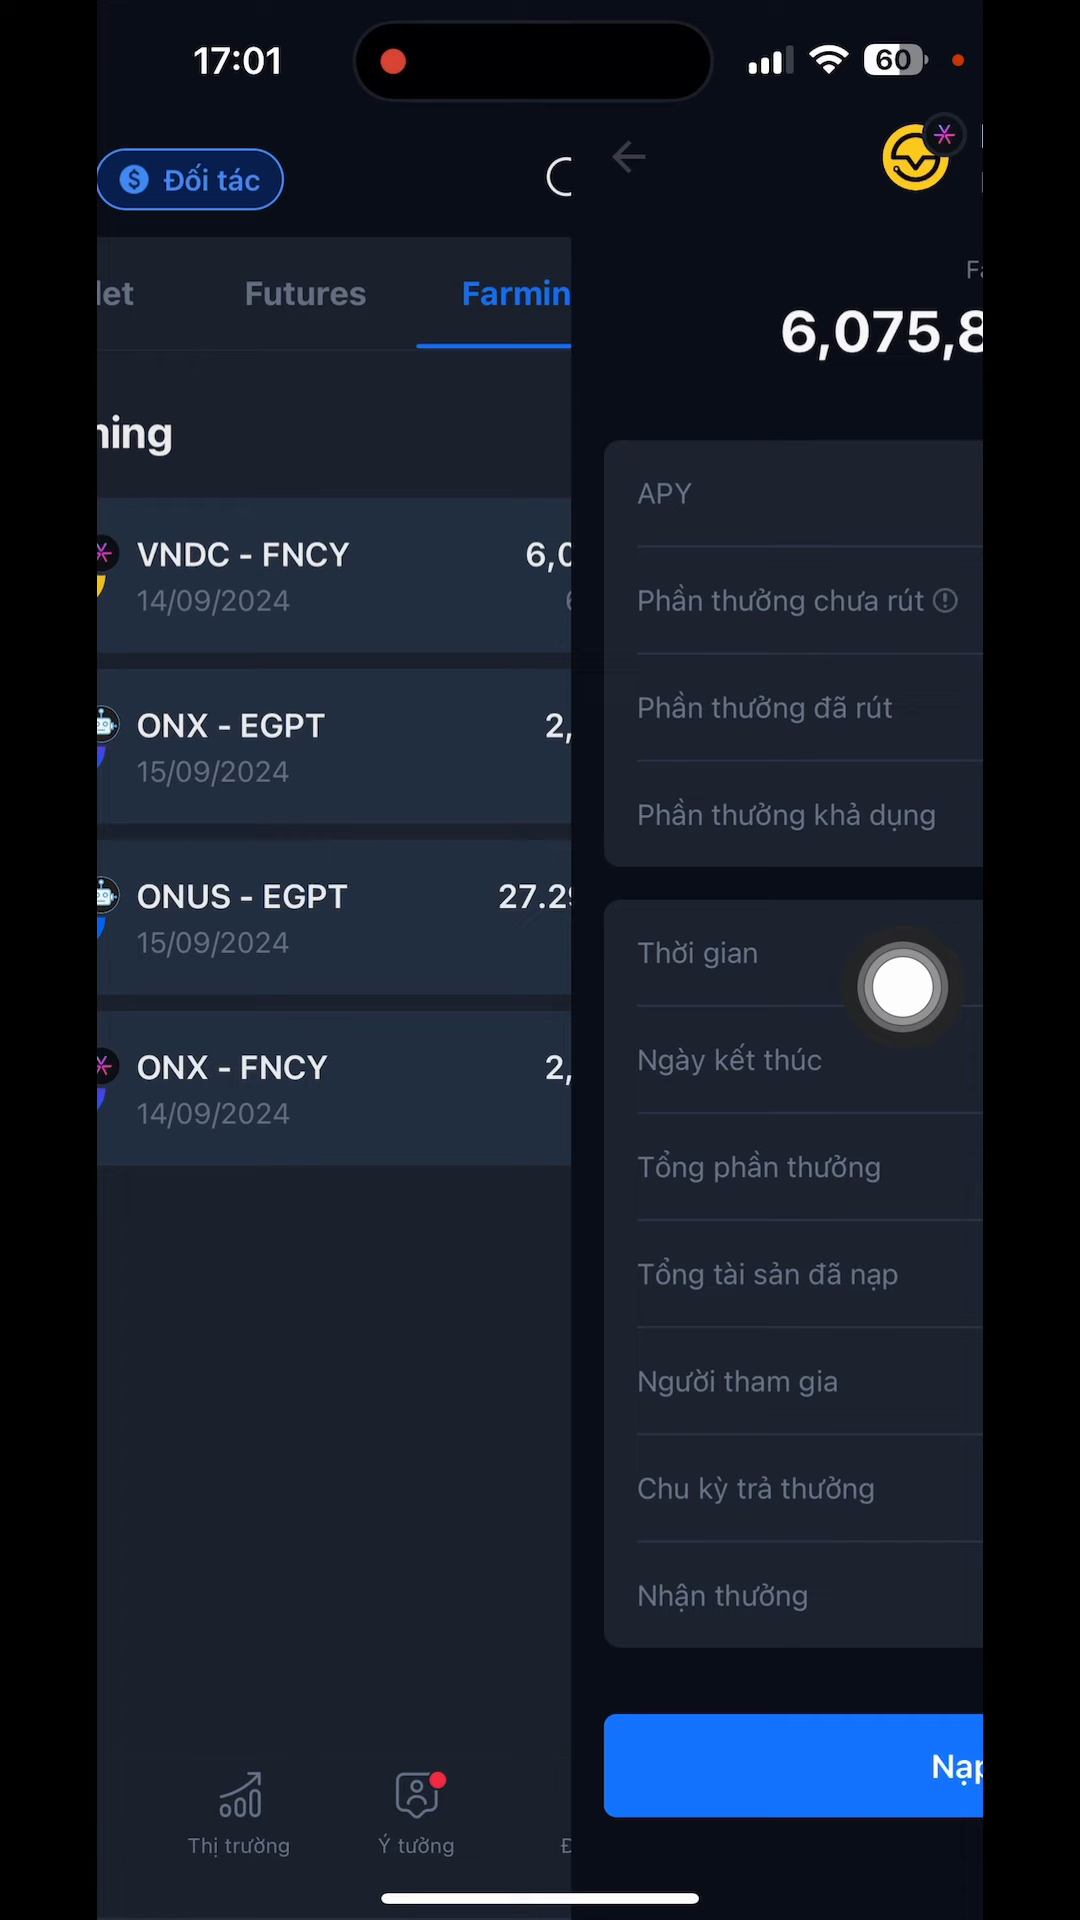 17:01
60
Đối tác
let
Futures
Farmin
ning
VNDC - FNCY
6,0
14/09/2024
ONX - EGPT
2,
15/09/2024
ONUS - EGPT
27.29
15/09/2024
ONX - FNCY
2,
14/09/2024
Thị trường
Ý tưởng
Fa
6,075,8
APY
Phần thưởng chưa rút
Phần thưởng đã rút
Phần thưởng khả dụng
Thời gian
Ngày kết thúc
Tổng phần thưởng
Tổng tài sản đã nạp
Người tham gia
Chu kỳ trả thưởng
Nhận thưởng
Nạp